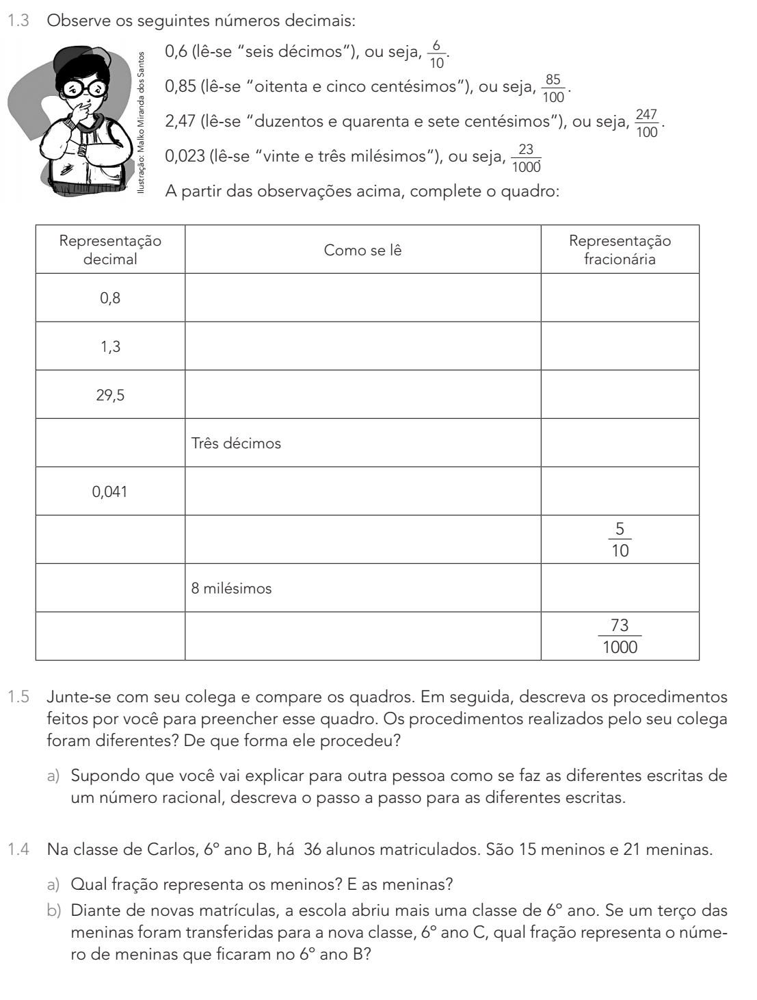 1.3 Observe os seguintes números decimais:
0,6 (lê-se “seis décimos”), ou seja, 6/10.
0,85 (lê-se “oitenta e cinco centésimos”), ou seja, 85/100.
2,47 (lê-se “duzentos e quarenta e sete centésimos”), ou seja, 247/100.
0,023 (lê-se “vinte e três milésimos”), ou seja, 23/1000
Ilustração: Malko Miranda dos Santos
A partir das observações acima, complete o quadro:
Representação
decimal
Como se lê
Representação
fracionária
0,8
1,3
29,5
Três décimos
0,041
5/10
8 milésimos
73/1000
1.5 Junte-se com seu colega e compare os quadros. Em seguida, descreva os procedimentos
feitos por você para preencher esse quadro. Os procedimentos realizados pelo seu colega
foram diferentes? De que forma ele procedeu?
a) Supondo que você vai explicar para outra pessoa como se faz as diferentes escritas de
um número racional, descreva o passo a passo para as diferentes escritas.
1.4 Na classe de Carlos, 6º ano B, há 36 alunos matriculados. São 15 meninos e 21 meninas.
a) Qual fração representa os meninos? E as meninas?
b) Diante de novas matrículas, a escola abriu mais uma classe de 6º ano. Se um terço das
meninas foram transferidas para a nova classe, 6º ano C, qual fração representa o núme-
ro de meninas que ficaram no 6º ano B?